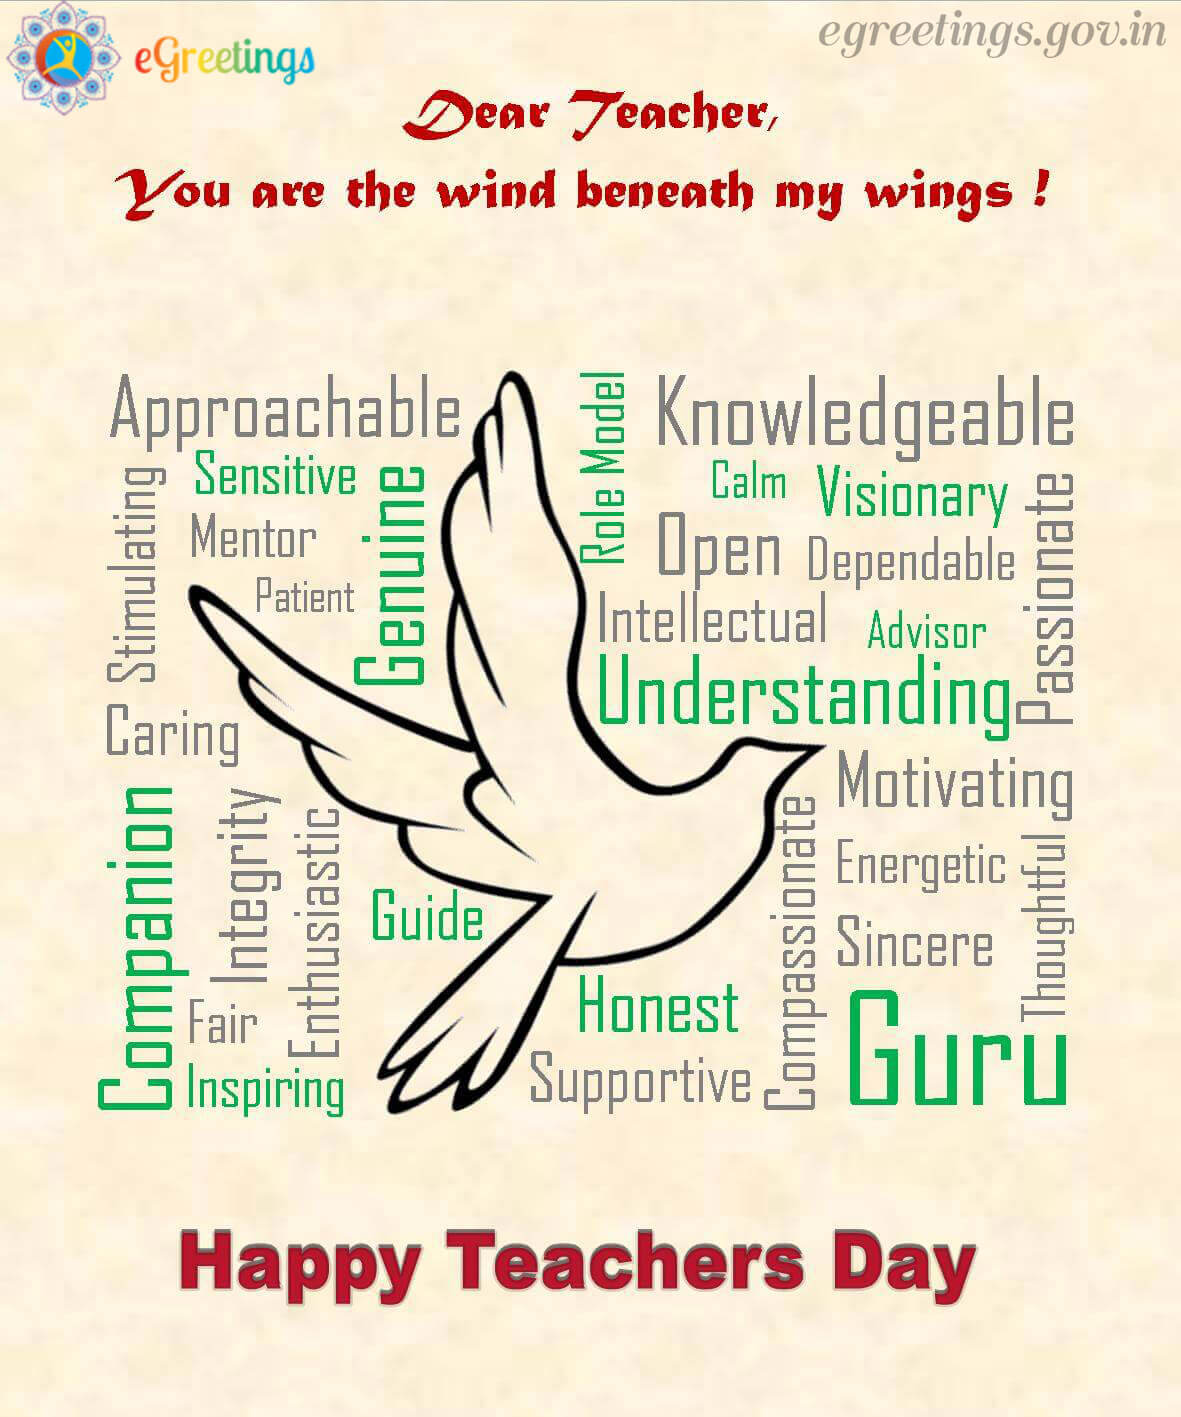 eGreetings
egreetings.gov.in
Dear Teacher,
You are the wind beneath my wings !
Approachable
Sensitive
Stimulating
Mentor
Genuine
Patient
Caring
Role Model
Knowledgeable
Calm
Visionary
Open
Dependable
Passionate
Intellectual
Advisor
Understanding
Motivating
Companion
Integrity
Enthusiastic
Guide
Fair
Inspiring
Compassionate
Energetic
Thoughtful
Sincere
Honest
Supportive
Guru
Happy Teachers Day